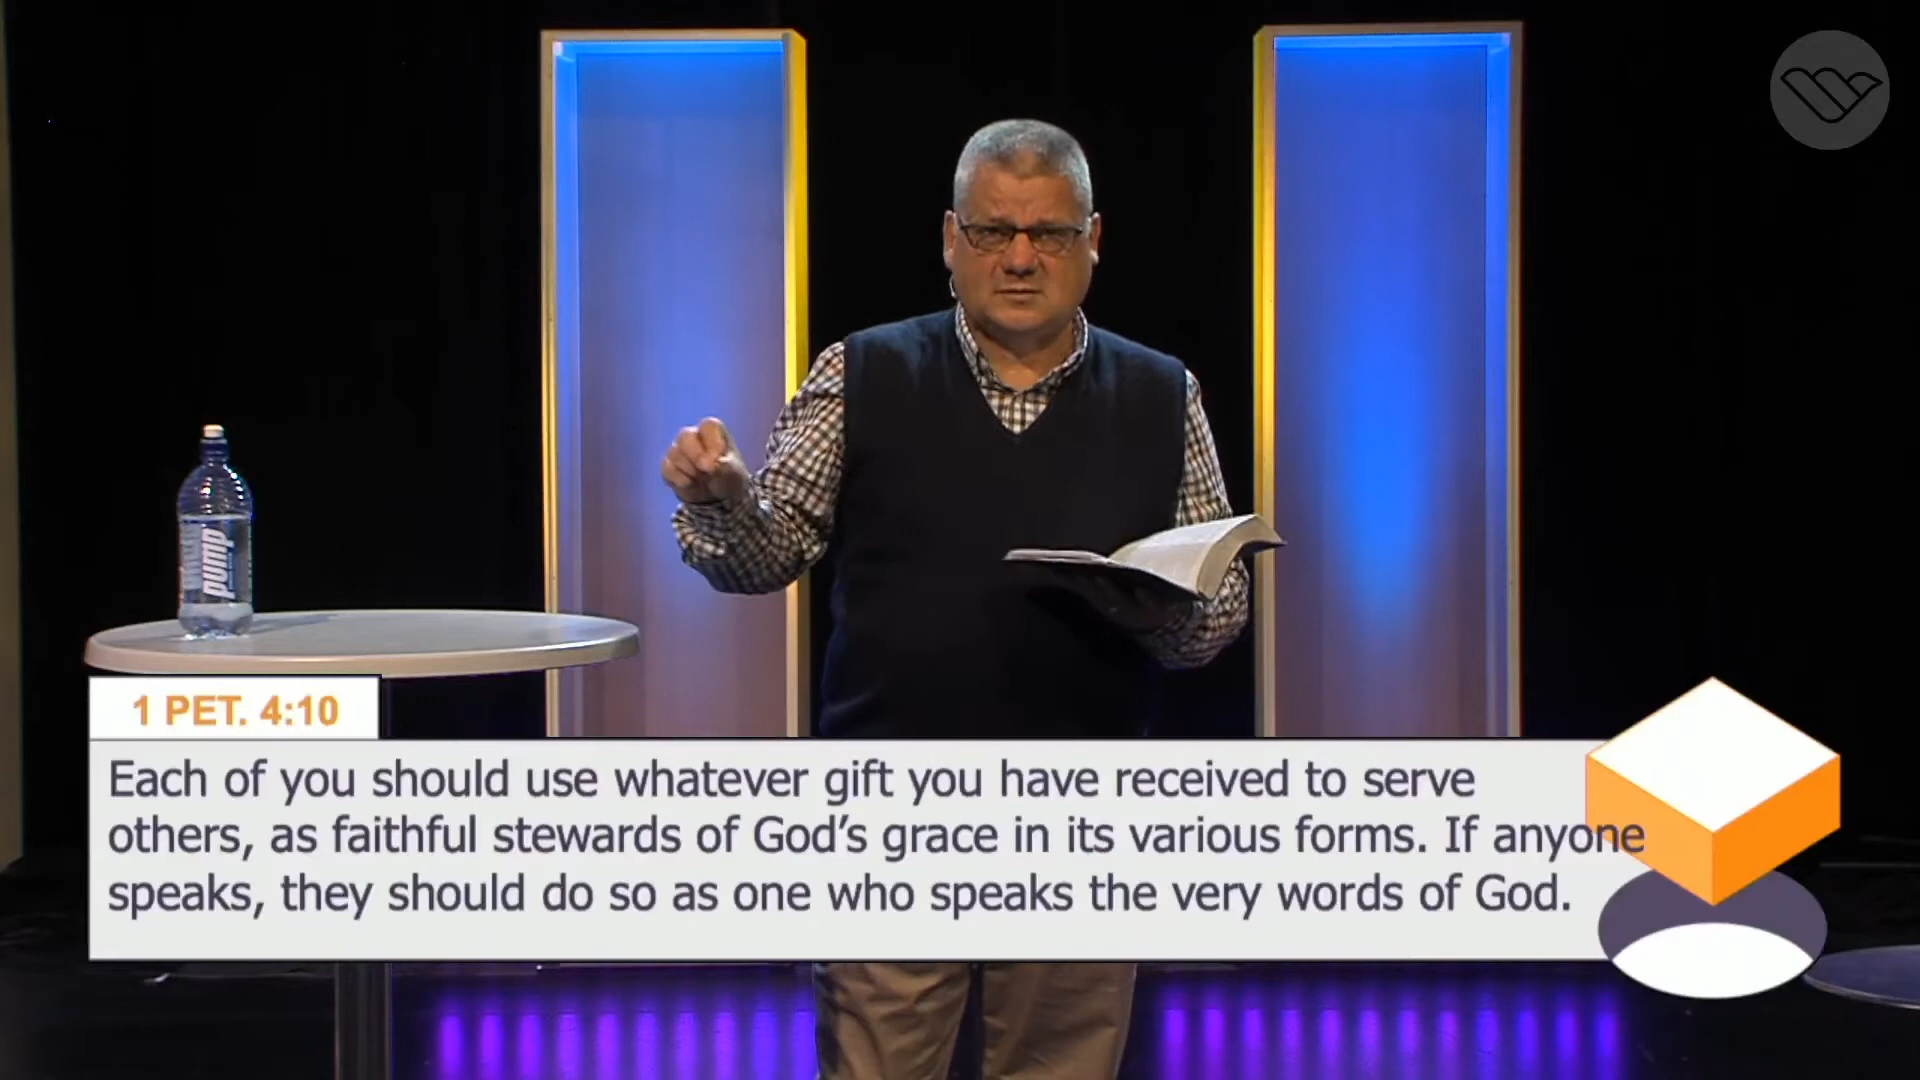 pump
1 PET. 4:10
Each of you should use whatever gift you have received to serve
others, as faithful stewards of God’s grace in its various forms. If anyone
speaks, they should do so as one who speaks the very words of God.